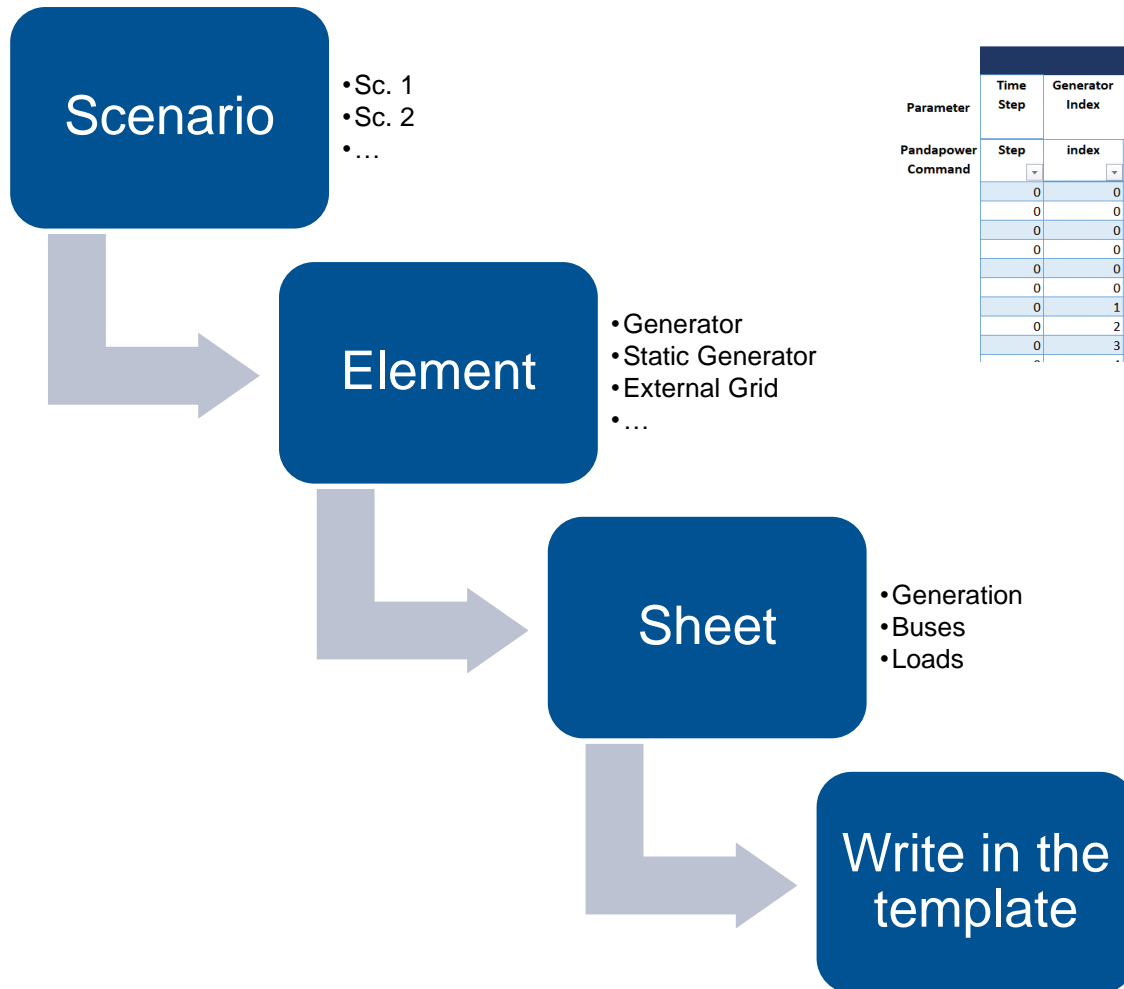 Scenario
•Sc. 1
•Sc. 2
•…
Time Generator
Parameter Step Index
Pandapower Step index
Command
0 0
0 0
0 0
0 0
0 0
0 0
0 1
0 2
0 3
Element
•Generator
•Static Generator
•External Grid
•…
Sheet
•Generation
•Buses
•Loads
Write in the
template